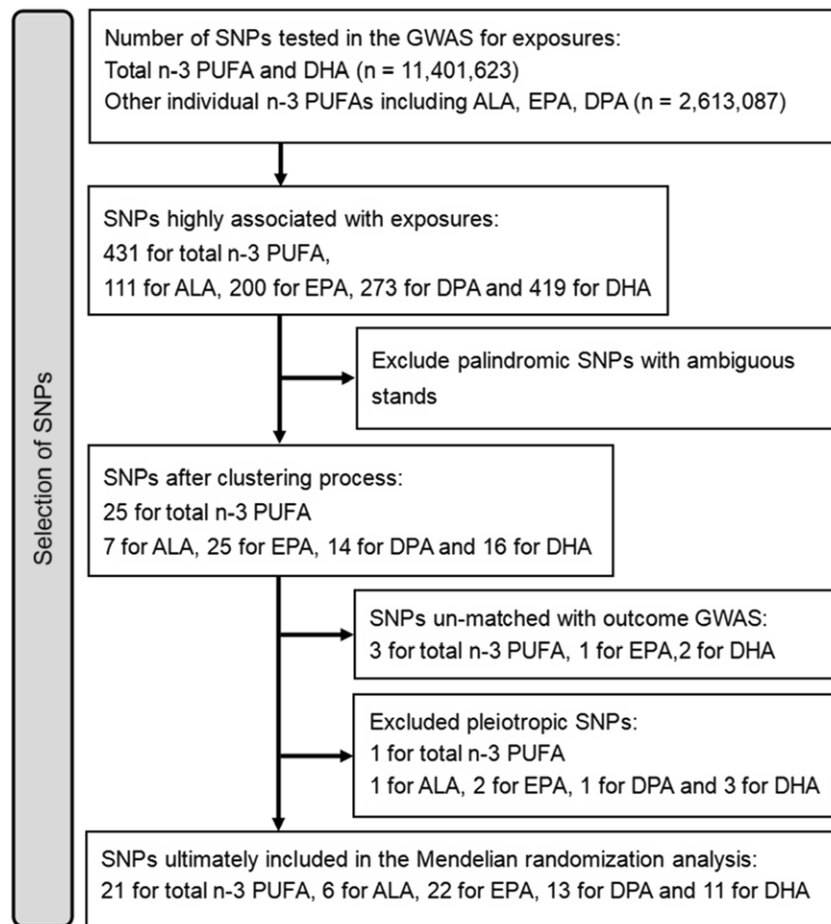 Selection of SNPs
Number of SNPs tested in the GWAS for exposures:
Total n-3 PUFA and DHA (n = 11,401,623)
Other individual n-3 PUFAs including ALA, EPA, DPA (n = 2,613,087)
SNPs highly associated with exposures:
431 for total n-3 PUFA,
111 for ALA, 200 for EPA, 273 for DPA and 419 for DHA
Exclude palindromic SNPs with ambiguous
stands
SNPs after clustering process:
25 for total n-3 PUFA
7 for ALA, 25 for EPA, 14 for DPA and 16 for DHA
SNPs un-matched with outcome GWAS:
3 for total n-3 PUFA, 1 for EPA,2 for DHA
Excluded pleiotropic SNPs:
1 for total n-3 PUFA
1 for ALA, 2 for EPA, 1 for DPA and 3 for DHA
SNPs ultimately included in the Mendelian randomization analysis:
21 for total n-3 PUFA, 6 for ALA, 22 for EPA, 13 for DPA and 11 for DHA